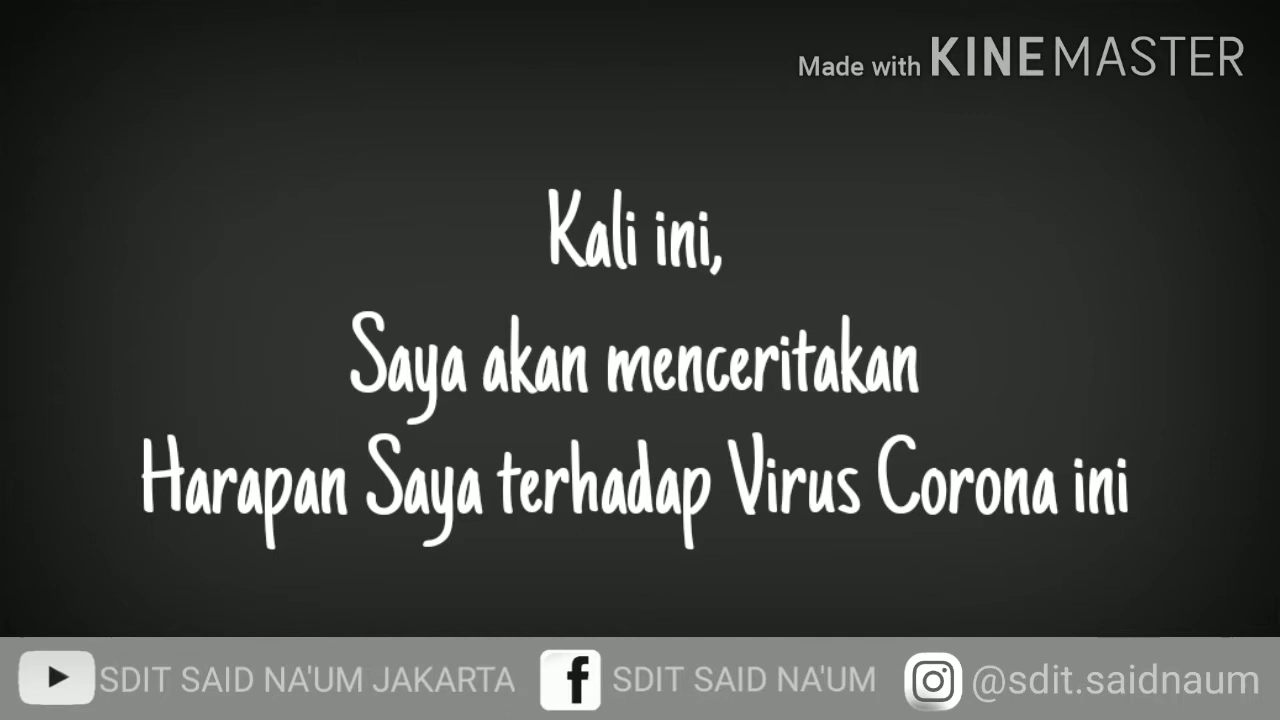 Made with KINEMASTER
Kali ini,
Saya akan menceritakan
Harapan Saya terhadap Virus Corona ini
SDIT SAID NA'UM JAKARTA SDIT SAID NA'UM @sdit.saidnaum